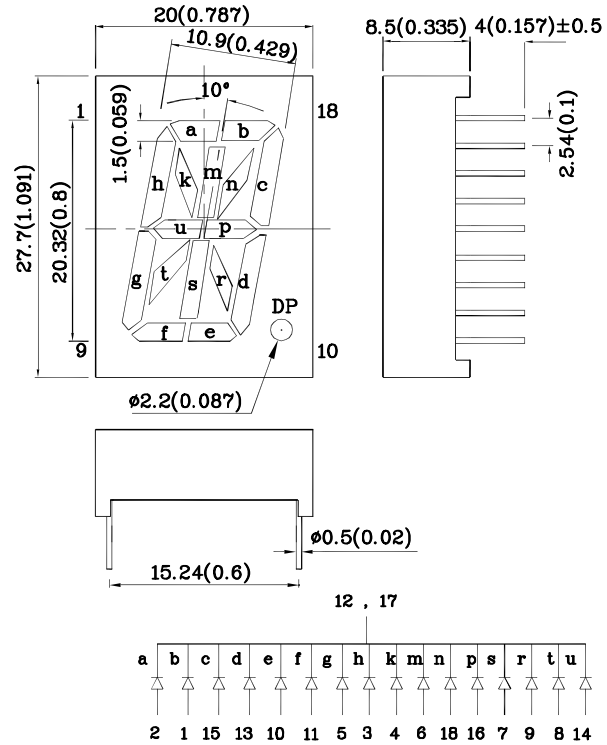 20(0.787)
8.5(0.335) 4(0.157)±0.5
10.9(0.429)
10°
1 18
1.5(0.059)
2.54(0.1)
a b
h k m n c
27.7(1.091)
20.32(0.8)
u p
g t s r d
DP
f e
9 10
ø2.2(0.087)
ø0.5(0.02)
15.24(0.6)
12 , 17
a b c d e f g h k m n p s r t u
2 1 15 13 10 11 5 3 4 6 18 16 7 9 8 14